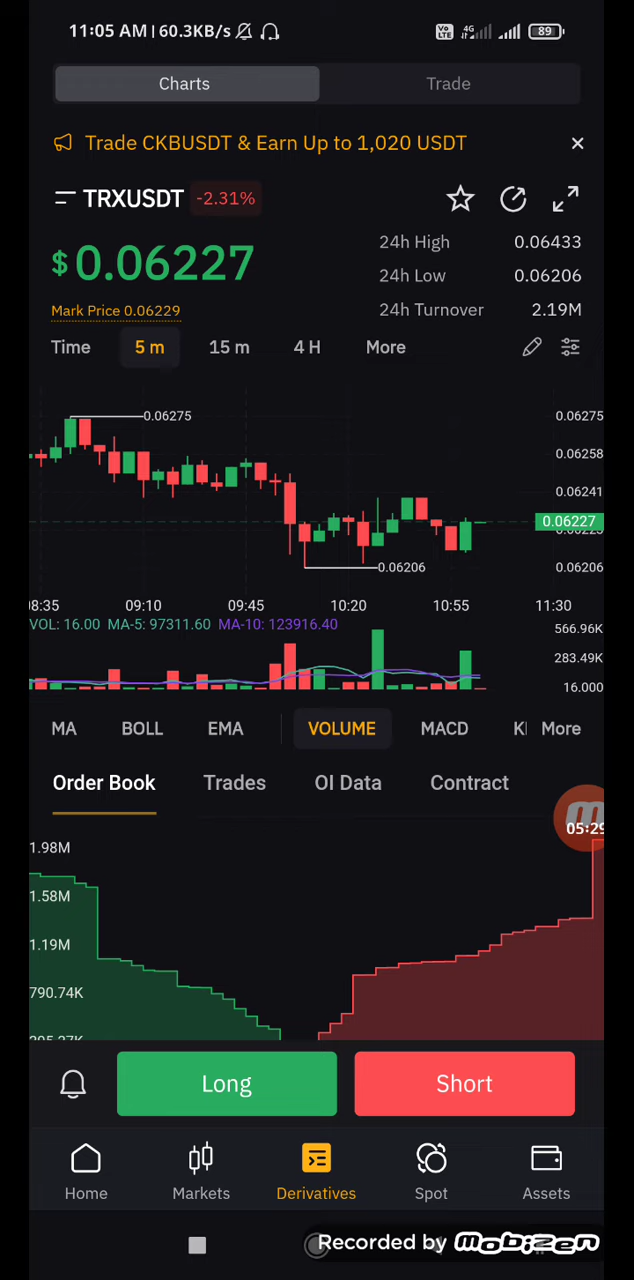 11:05 AM | 60.3KB/s Vo LTE 4G 89
Charts Trade
Trade CKBUSDT & Earn Up to 1,020 USDT
TRXUSDT -2.31%
$0.06227
24h High 0.06433
24h Low 0.06206
Mark Price 0.06229
24h Turnover 2.19M
Time 5 m 15 m 4 H More
0.06275 0.06275
0.06258
0.06241
0.06227
0.06206 0.06206
08:35 09:10 09:45 10:20 10:55 11:30
VOL: 16.00 MA-5: 97311.60 MA-10: 123916.40 566.96K
283.49K
16.000
MA BOLL EMA VOLUME MACD More
Order Book Trades OI Data Contract
05:29
1.98M
1.58M
1.19M
790.74K
Long Short
Home Markets Derivatives Spot Assets
Recorded by mobizen